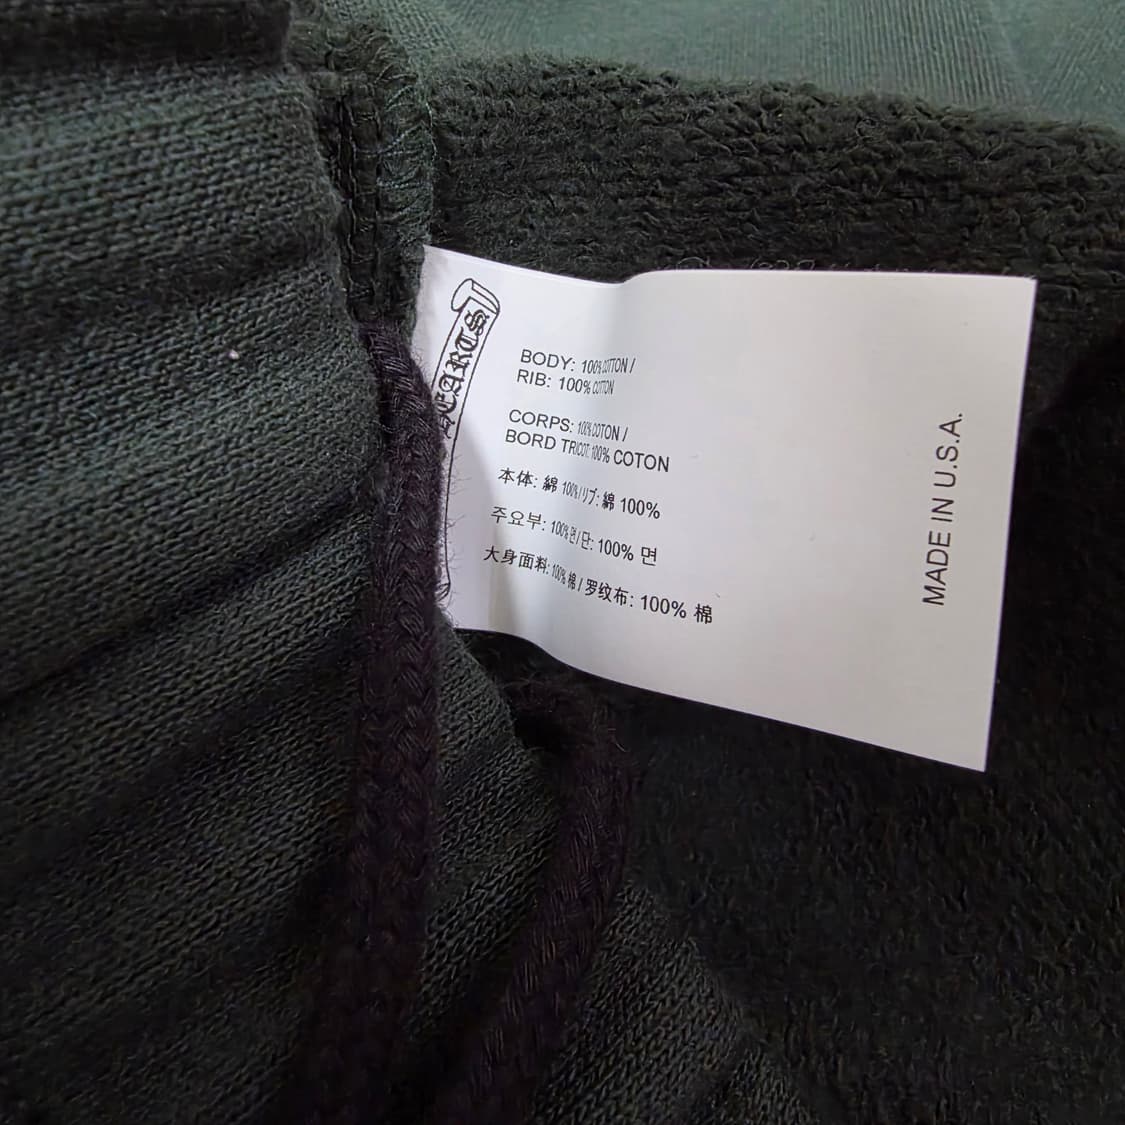 HEARTS
BODY: 100% COTTON /
RIB: 100% COTTON
CORPS: 100% COTON /
BORD TRICOT: 100% COTON
本体: 綿 100% / リブ: 綿 100%
주요부: 100% 면 / 단: 100% 면
大身面料: 100% 棉 / 罗纹布: 100% 棉
MADE IN U.S.A.